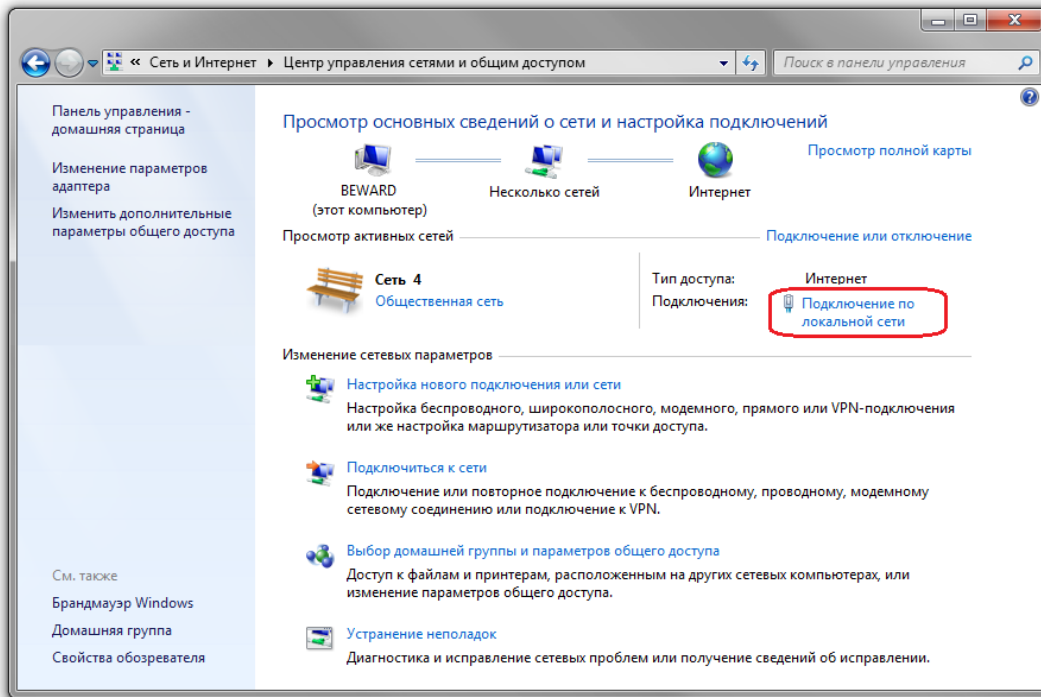 « Сеть и Интернет ▸ Центр управления сетями и общим доступом
Поиск в панели управления
Панель управления -
домашняя страница
Изменение параметров
адаптера
Изменить дополнительные
параметры общего доступа
См. также
Брандмауэр Windows
Домашняя группа
Свойства обозревателя
Просмотр основных сведений о сети и настройка подключений
Просмотр полной карты
BEWARD
(этот компьютер)
Несколько сетей
Интернет
Просмотр активных сетей
Подключение или отключение
Сеть 4
Общественная сеть
Тип доступа: Интернет
Подключения: Подключение по
локальной сети
Изменение сетевых параметров
Настройка нового подключения или сети
Настройка беспроводного, широкополосного, модемного, прямого или VPN-подключения
или же настройка маршрутизатора или точки доступа.
Подключиться к сети
Подключение или повторное подключение к беспроводному, проводному, модемному
сетевому соединению или подключение к VPN.
Выбор домашней группы и параметров общего доступа
Доступ к файлам и принтерам, расположенным на других сетевых компьютерах, или
изменение параметров общего доступа.
Устранение неполадок
Диагностика и исправление сетевых проблем или получение сведений об исправлении.